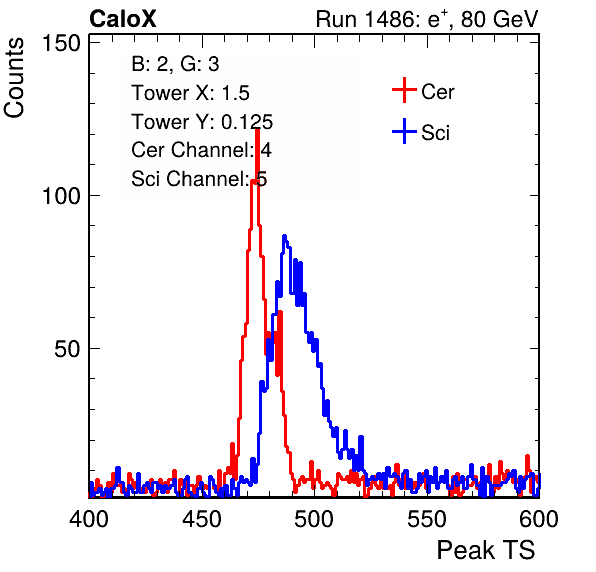 CaloX Run 1486: e+, 80 GeV
Counts
150
B: 2, G: 3
Tower X: 1.5
Tower Y: 0.125
Cer Channel: 4
Sci Channel: 5
Cer
Sci
100
50
400 450 500 550 600
Peak TS